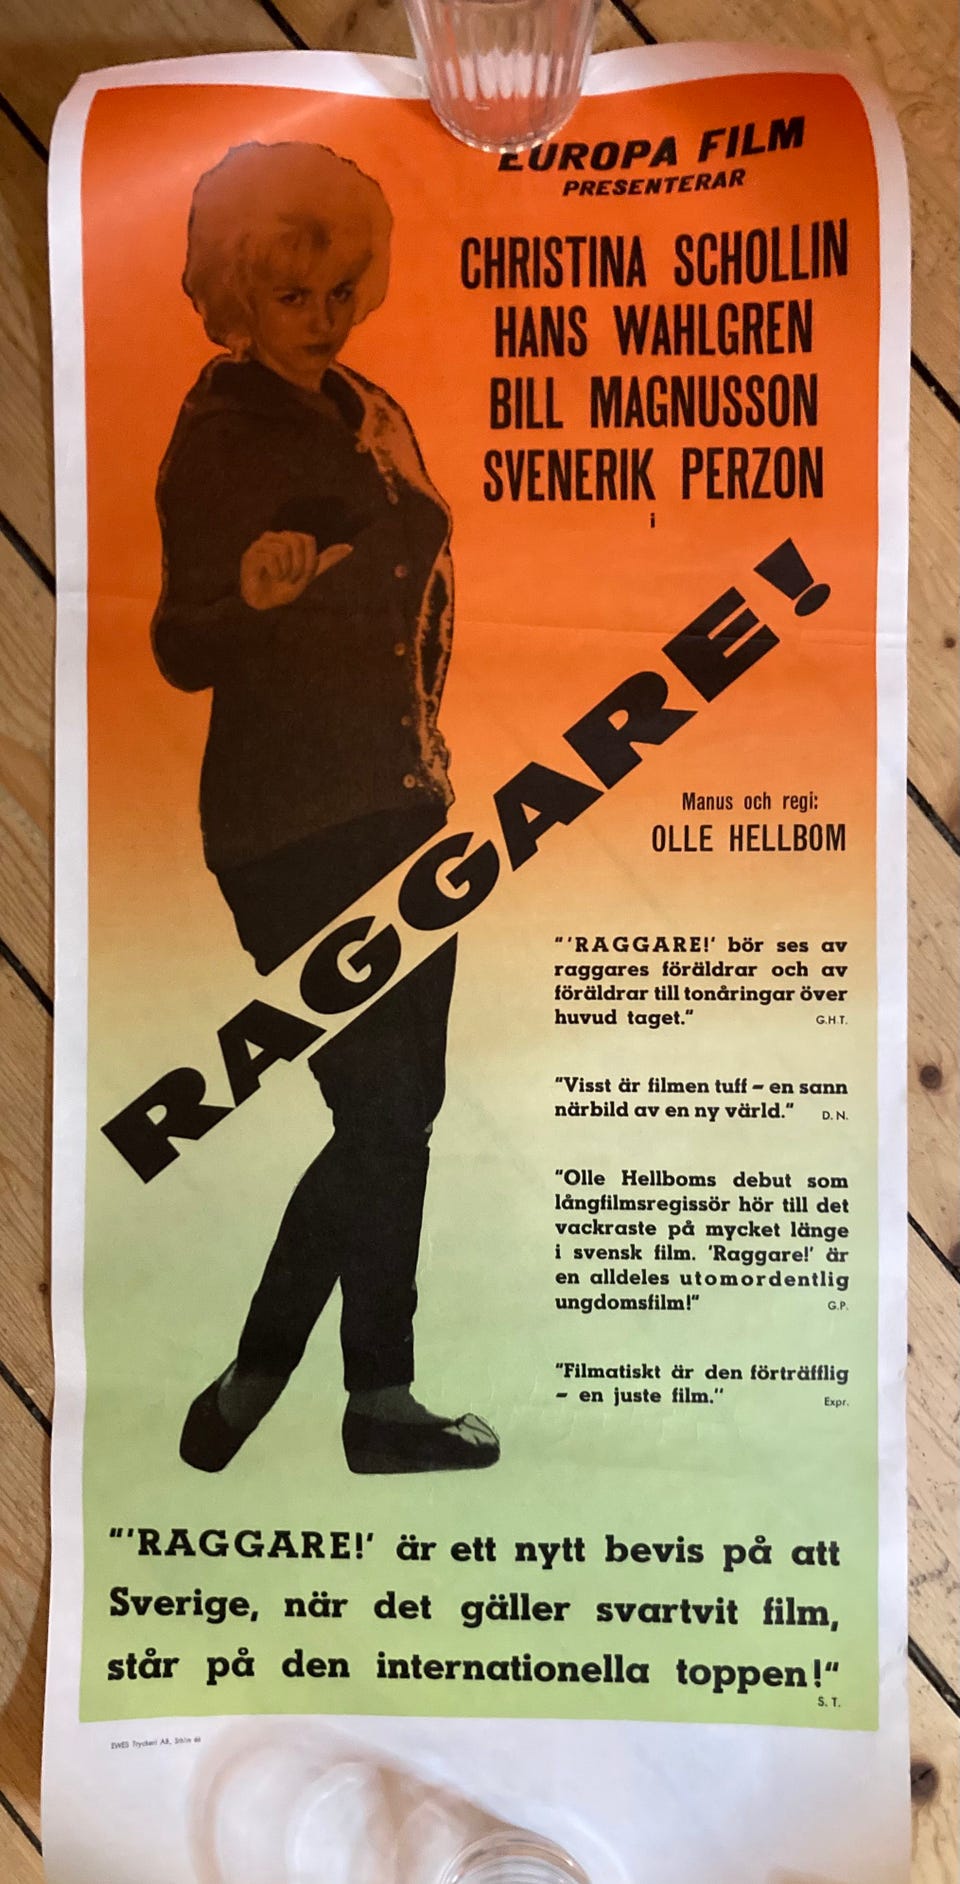 EUROPA FILM
PRESENTERAR
CHRISTINA SCHOLLIN
HANS WAHLGREN
BILL MAGNUSSON
SVENERIK PERZON
i
RAGGARE!
Manus och regi:
OLLE HELLBOM
"'RAGGARE!' bör ses av
raggares föräldrar och av
föräldrar till tonåringar över
huvud taget." G.H.T.
"Visst är filmen tuff – en sann
närbild av en ny värld." D.N.
"Olle Hellboms debut som
långfilmsregissör hör till det
vackraste på mycket länge
i svensk film. 'Raggare!' är
en alldeles utomordentlig
ungdomsfilm!" G.P.
"Filmatiskt är den förträfflig
– en juste film." Expr.
"'RAGGARE!' är ett nytt bevis på att
Sverige, när det gäller svartvit film,
står på den internationella toppen!"
S.T.
EWES Tryckeri AB, Sthlm